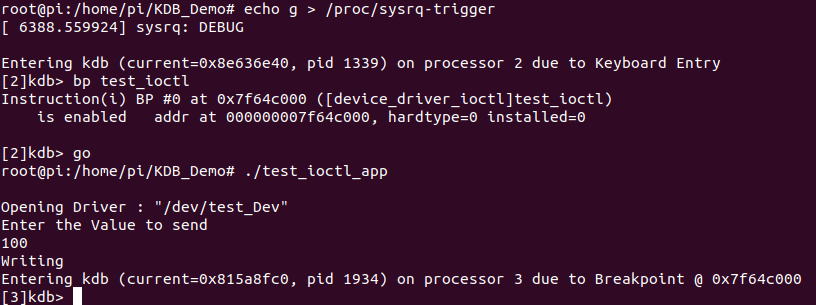 root@pi:/home/pi/KDB_Demo# echo g > /proc/sysrq-trigger
[ 6388.559924] sysrq: DEBUG
Entering kdb (current=0x8e636e40, pid 1339) on processor 2 due to Keyboard Entry
[2]kdb> bp test_ioctl
Instruction(i) BP #0 at 0x7f64c000 ([device_driver_ioctl]test_ioctl)
    is enabled   addr at 000000007f64c000, hardtype=0 installed=0
[2]kdb> go
root@pi:/home/pi/KDB_Demo# ./test_ioctl_app
Opening Driver : "/dev/test_Dev"
Enter the Value to send
100
Writing
Entering kdb (current=0x815a8fc0, pid 1934) on processor 3 due to Breakpoint @ 0x7f64c000
[3]kdb>